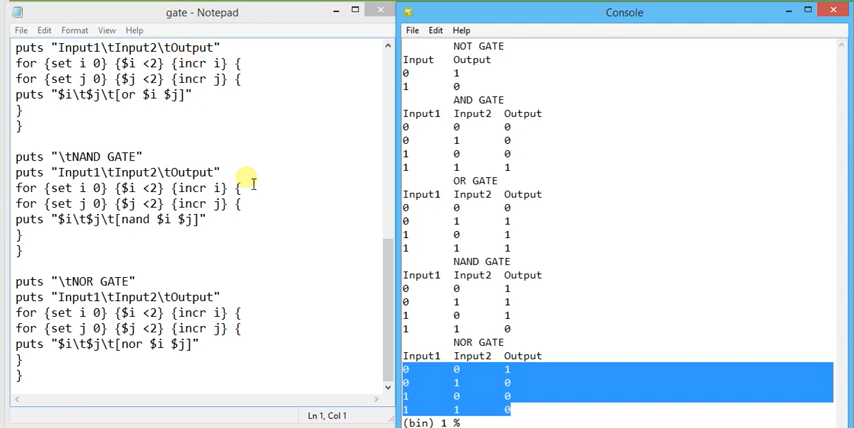 gate - Notepad
File Edit Format View Help
puts "Input1\tInput2\tOutput"
for {set i 0} {$i <2} {incr i} {
for {set j 0} {$j <2} {incr j} {
puts "$i\t$j\t[or $i $j]"
}
}
puts "\tNAND GATE"
puts "Input1\tInput2\tOutput"
for {set i 0} {$i <2} {incr i} {
for {set j 0} {$j <2} {incr j} {
puts "$i\t$j\t[nand $i $j]"
}
}
puts "\tNOR GATE"
puts "Input1\tInput2\tOutput"
for {set i 0} {$i <2} {incr i} {
for {set j 0} {$j <2} {incr j} {
puts "$i\t$j\t[nor $i $j]"
}
}
Ln 1, Col 1
Console
File Edit Help
NOT GATE
Input Output
0 1
1 0
AND GATE
Input1 Input2 Output
0 0 0
0 1 0
1 0 0
1 1 1
OR GATE
Input1 Input2 Output
0 0 0
0 1 1
1 0 1
1 1 1
NAND GATE
Input1 Input2 Output
0 0 1
0 1 1
1 0 1
1 1 0
NOR GATE
Input1 Input2 Output
0 0 1
0 1 0
1 0 0
1 1 0
(bin) 1 %